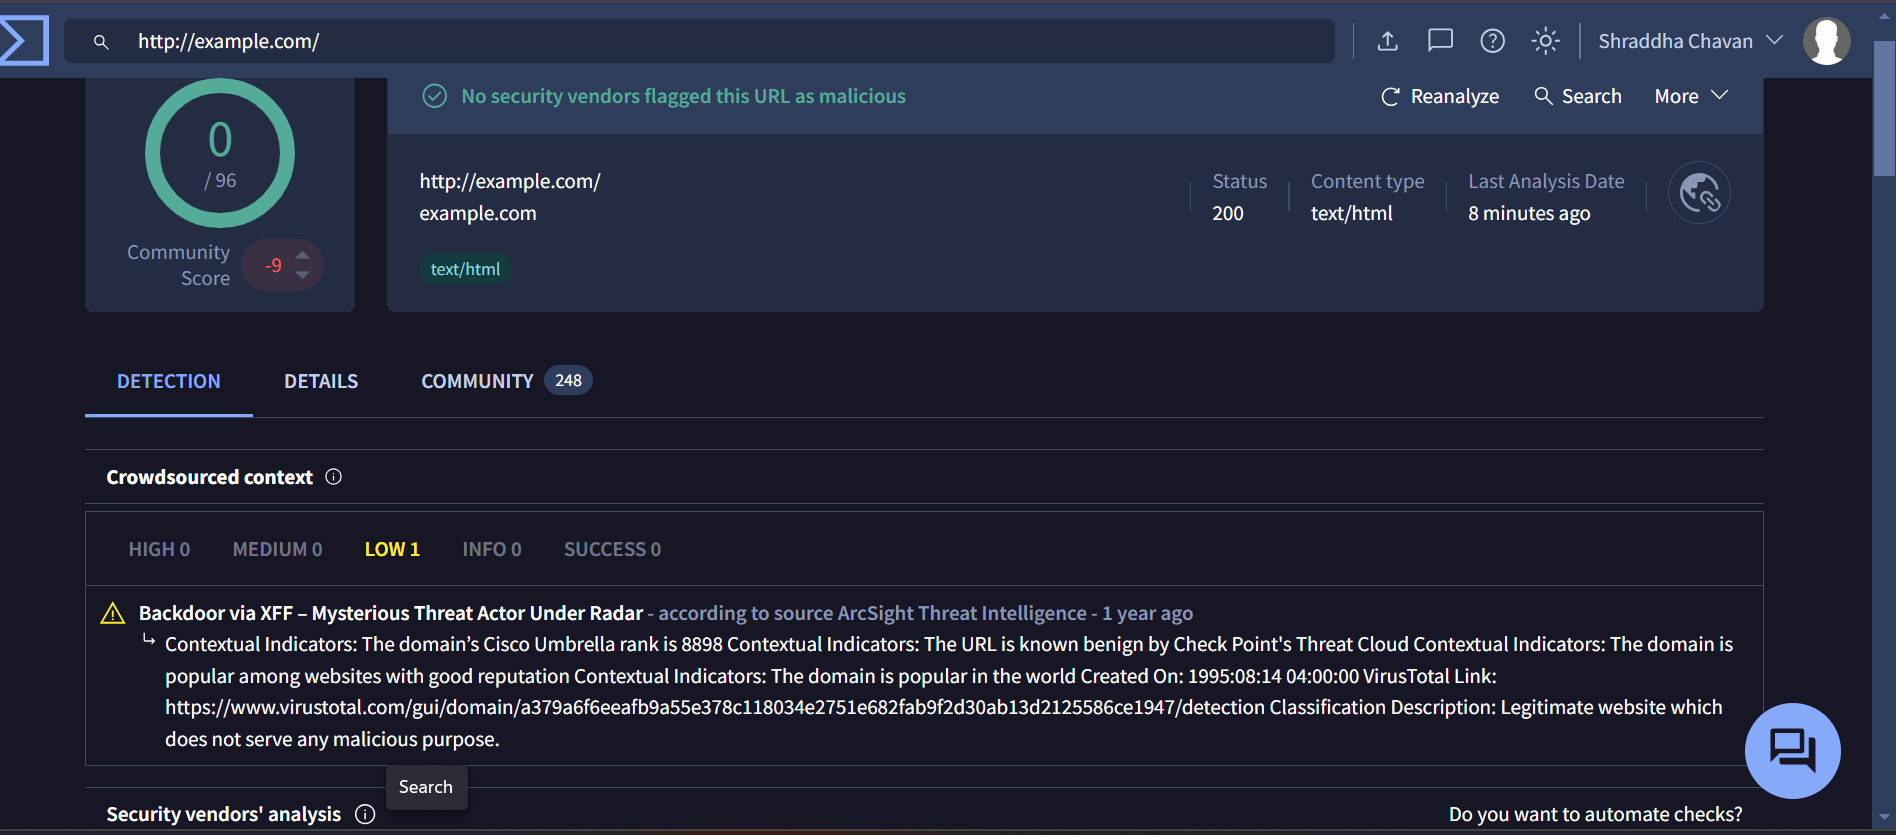 http://example.com/
Shraddha Chavan
No security vendors flagged this URL as malicious
Reanalyze
Search
More
0
/ 96
Community
Score
-9
http://example.com/
example.com
text/html
Status
200
Content type
text/html
Last Analysis Date
8 minutes ago
DETECTION
DETAILS
COMMUNITY 248
Crowdsourced context
HIGH 0
MEDIUM 0
LOW 1
INFO 0
SUCCESS 0
Backdoor via XFF – Mysterious Threat Actor Under Radar - according to source ArcSight Threat Intelligence - 1 year ago
Contextual Indicators: The domain’s Cisco Umbrella rank is 8898 Contextual Indicators: The URL is known benign by Check Point's Threat Cloud Contextual Indicators: The domain is
popular among websites with good reputation Contextual Indicators: The domain is popular in the world Created On: 1995:08:14 04:00:00 VirusTotal Link:
https://www.virustotal.com/gui/domain/a379a6f6eeafb9a55e378c118034e2751e682fab9f2d30ab13d2125586ce1947/detection Classification Description: Legitimate website which
does not serve any malicious purpose.
Search
Security vendors' analysis
Do you want to automate checks?